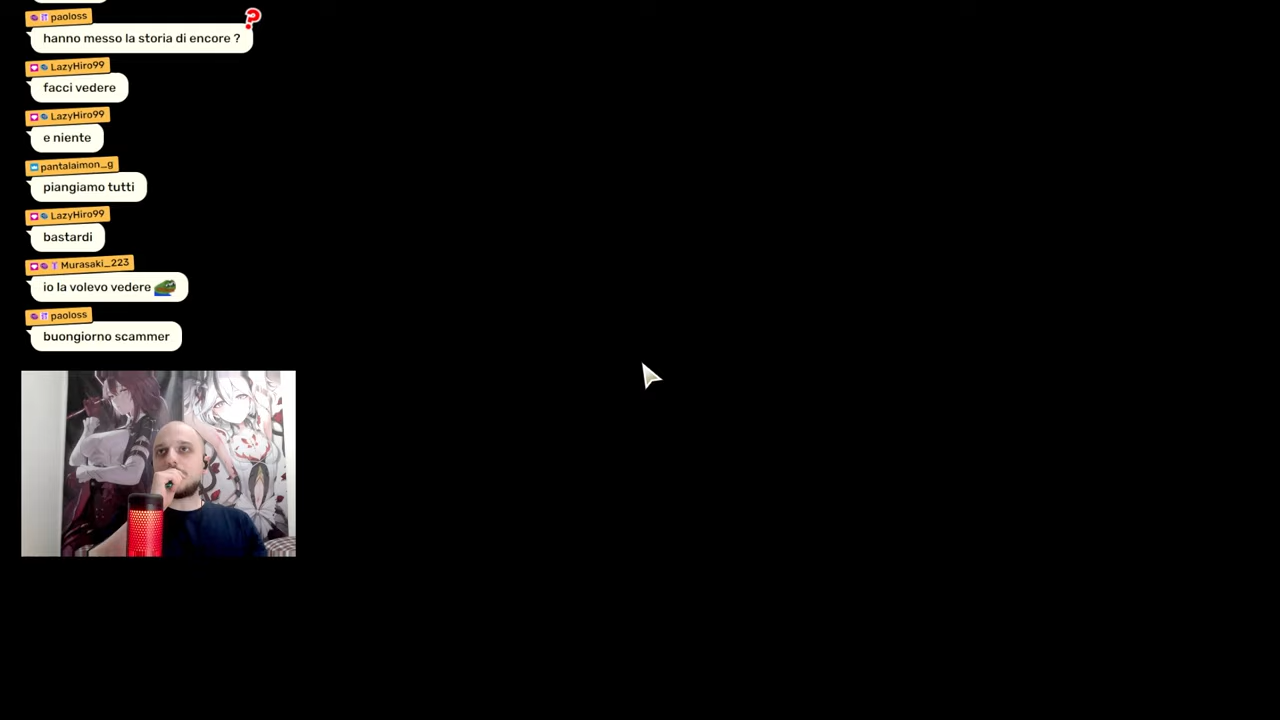 paoloss
hanno messo la storia di encore ?
LazyHiro99
facci vedere
LazyHiro99
e niente
pantalaimon_g
piangiamo tutti
LazyHiro99
bastardi
Murasaki_223
io la volevo vedere
paoloss
buongiorno scammer